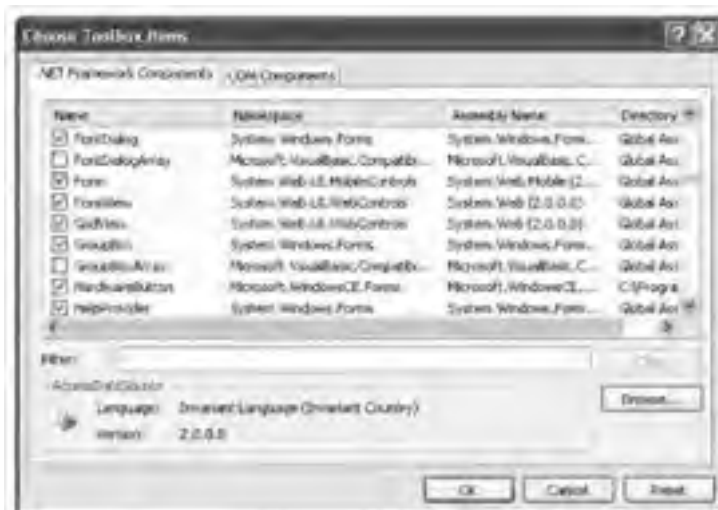 Choose Toolbox Items
.NET Framework Components COM Components
Name Namespace Assembly Name Directory
FontDialog System.Windows.Forms System.Windows.Form... Global Ass
FontDialogArray Microsoft.VisualBasic.Compatib... Microsoft.VisualBasic.C... Global Ass
Form System.Web.UI.MobileControls System.Web.Mobile (2.... Global Ass
FormView System.Web.UI.WebControls System.Web (2.0.0.0) Global Ass
GridView System.Web.UI.WebControls System.Web (2.0.0.0) Global Ass
GroupBox System.Windows.Forms System.Windows.Form... Global Ass
GroupBoxArray Microsoft.VisualBasic.Compatib... Microsoft.VisualBasic.C... Global Ass
HardwareButton Microsoft.WindowsCE.Forms Microsoft.WindowsCE.... C:\Progra
HelpProvider System.Windows.Forms System.Windows.Form... Global Ass
Filter:
AccessDataSource
Language: Invariant Language (Invariant Country)
Browse...
Version: 2.0.0.0
OK Cancel Reset